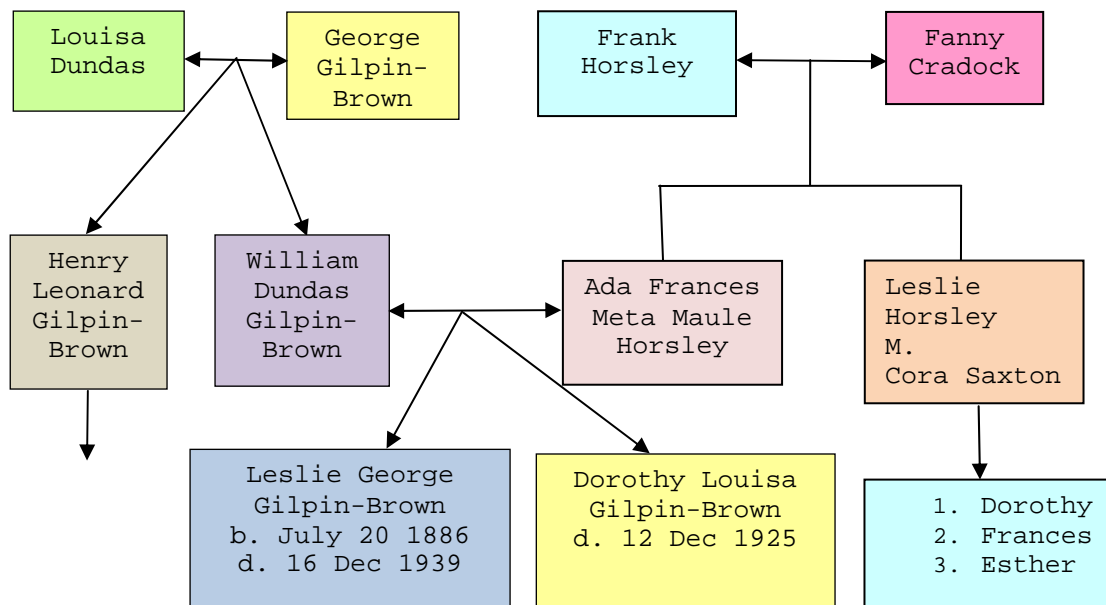 Louisa
Dundas
George
Gilpin-
Brown
Frank
Horsley
Fanny
Cradock
Henry
Leonard
Gilpin-
Brown
William
Dundas
Gilpin-
Brown
Ada Frances
Meta Maule
Horsley
Leslie
Horsley
M.
Cora Saxton
Leslie George
Gilpin-Brown
b. July 20 1886
d. 16 Dec 1939
Dorothy Louisa
Gilpin-Brown
d. 12 Dec 1925
1. Dorothy
2. Frances
3. Esther